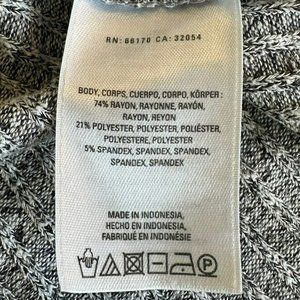 RN: 66170 CA: 32054
BODY, CORPS, CUERPO, CORPO, KÖRPER :
74% RAYON, RAYONNE, RAYÓN,
RAYON, REYON
21% POLYESTER, POLYESTER, POLIÉSTER,
POLYESTERE, POLYESTER
5% SPANDEX, SPANDEX, SPANDEX,
SPANDEX, SPANDEX
MADE IN INDONESIA,
HECHO EN INDONESIA,
FABRIQUÉ EN INDONÉSIE
P